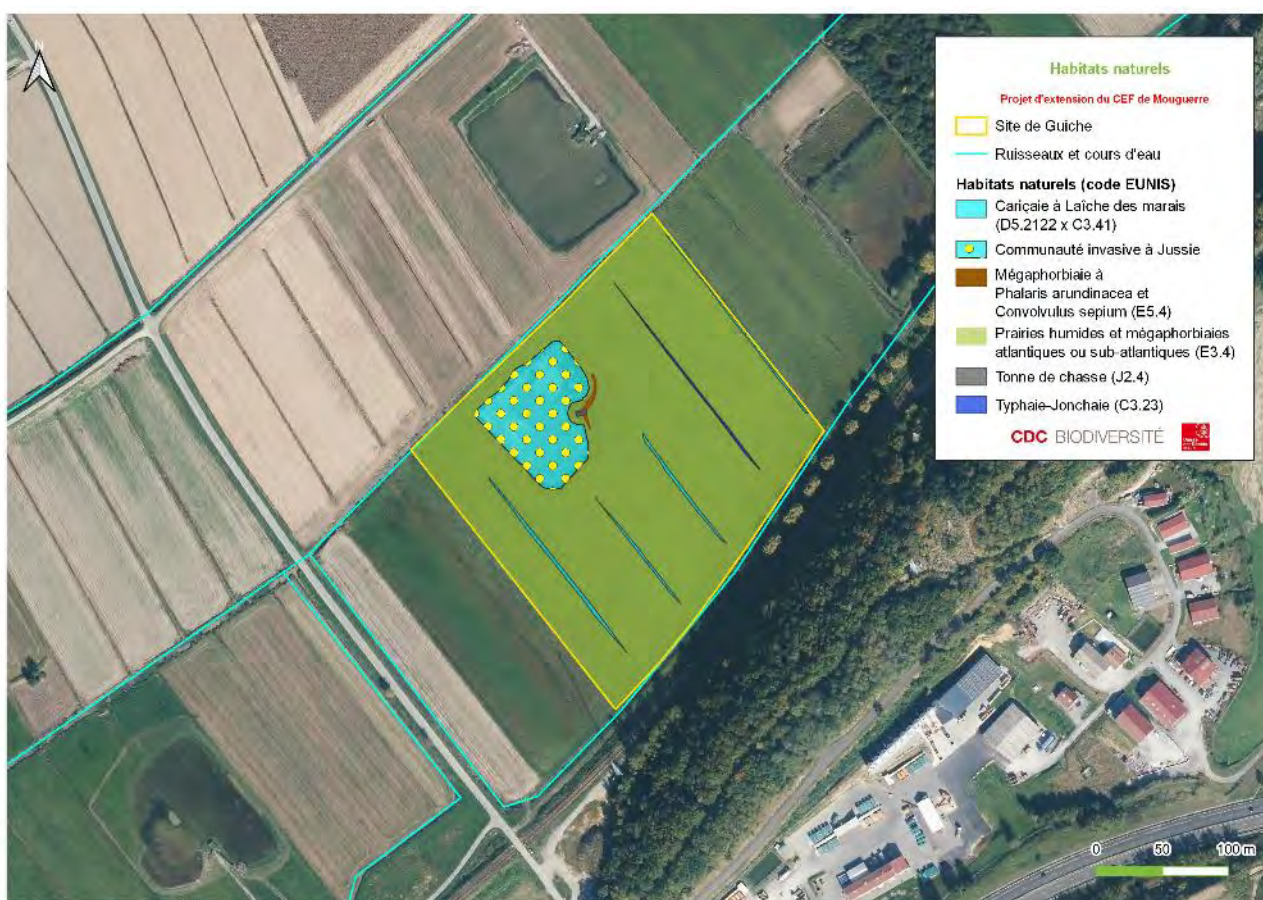 N
Habitats naturels
Projet d'extension du CEF de Mouguerre
Site de Guiche
Ruisseaux et cours d'eau
Habitats naturels (code EUNIS)
Cariçaie à Laîche des marais
(D5.2122 x C3.41)
Communauté invasive à Jussie
Mégaphorbiaie à
Phalaris arundinacea et
Convolvulus sepium (E5.4)
Prairies humides et mégaphorbiaies
atlantiques ou sub-atlantiques (E3.4)
Tonne de chasse (J2.4)
Typhaie-Jonchaie (C3.23)
CDC BIODIVERSITÉ
0 50 100 m